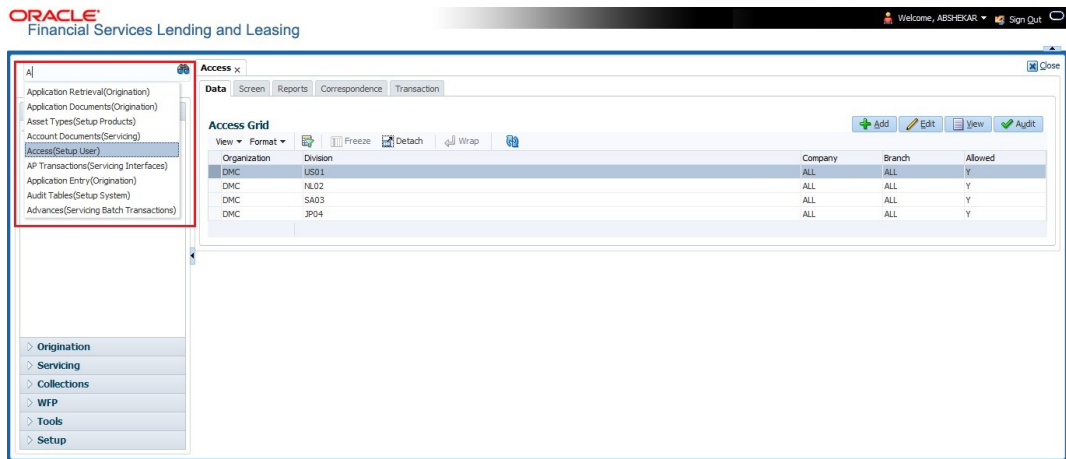 ORACLE®
Financial Services Lending and Leasing
Welcome, ABSHEKAR Sign Out
A
Application Retrieval(Origination)
Application Documents(Origination)
Asset Types(Setup Products)
Account Documents(Servicing)
Access(Setup User)
AP Transactions(Servicing Interfaces)
Application Entry(Origination)
Audit Tables(Setup System)
Advances(Servicing Batch Transactions)
Origination
Servicing
Collections
WFP
Tools
Setup
Access x
Close
Data Screen Reports Correspondence Transaction
Access Grid
Add Edit View Audit
View Format Freeze Detach Wrap
Organization Division Company Branch Allowed
DMC US01 ALL ALL Y
DMC NL02 ALL ALL Y
DMC SA03 ALL ALL Y
DMC JP04 ALL ALL Y